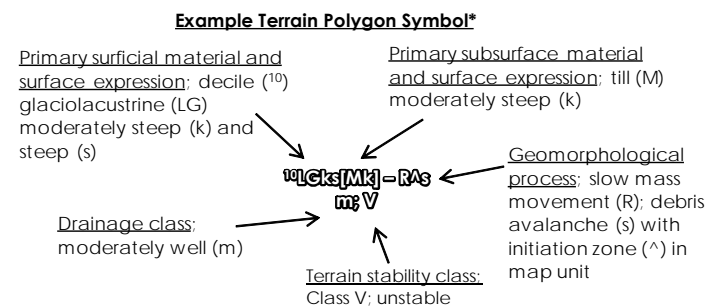 Example Terrain Polygon Symbol*
Primary surficial material and
surface expression; decile (10)
glaciolacustrine (LG)
moderately steep (k) and
steep (s)
Primary subsurface material
and surface expression; till (M)
moderately steep (k)
10LGks[Mk] – R^s
m; V
Geomorphological
process; slow mass
movement (R); debris
avalanche (s) with
initiation zone (^) in
map unit
Drainage class;
moderately well (m)
Terrain stability class;
Class V; unstable